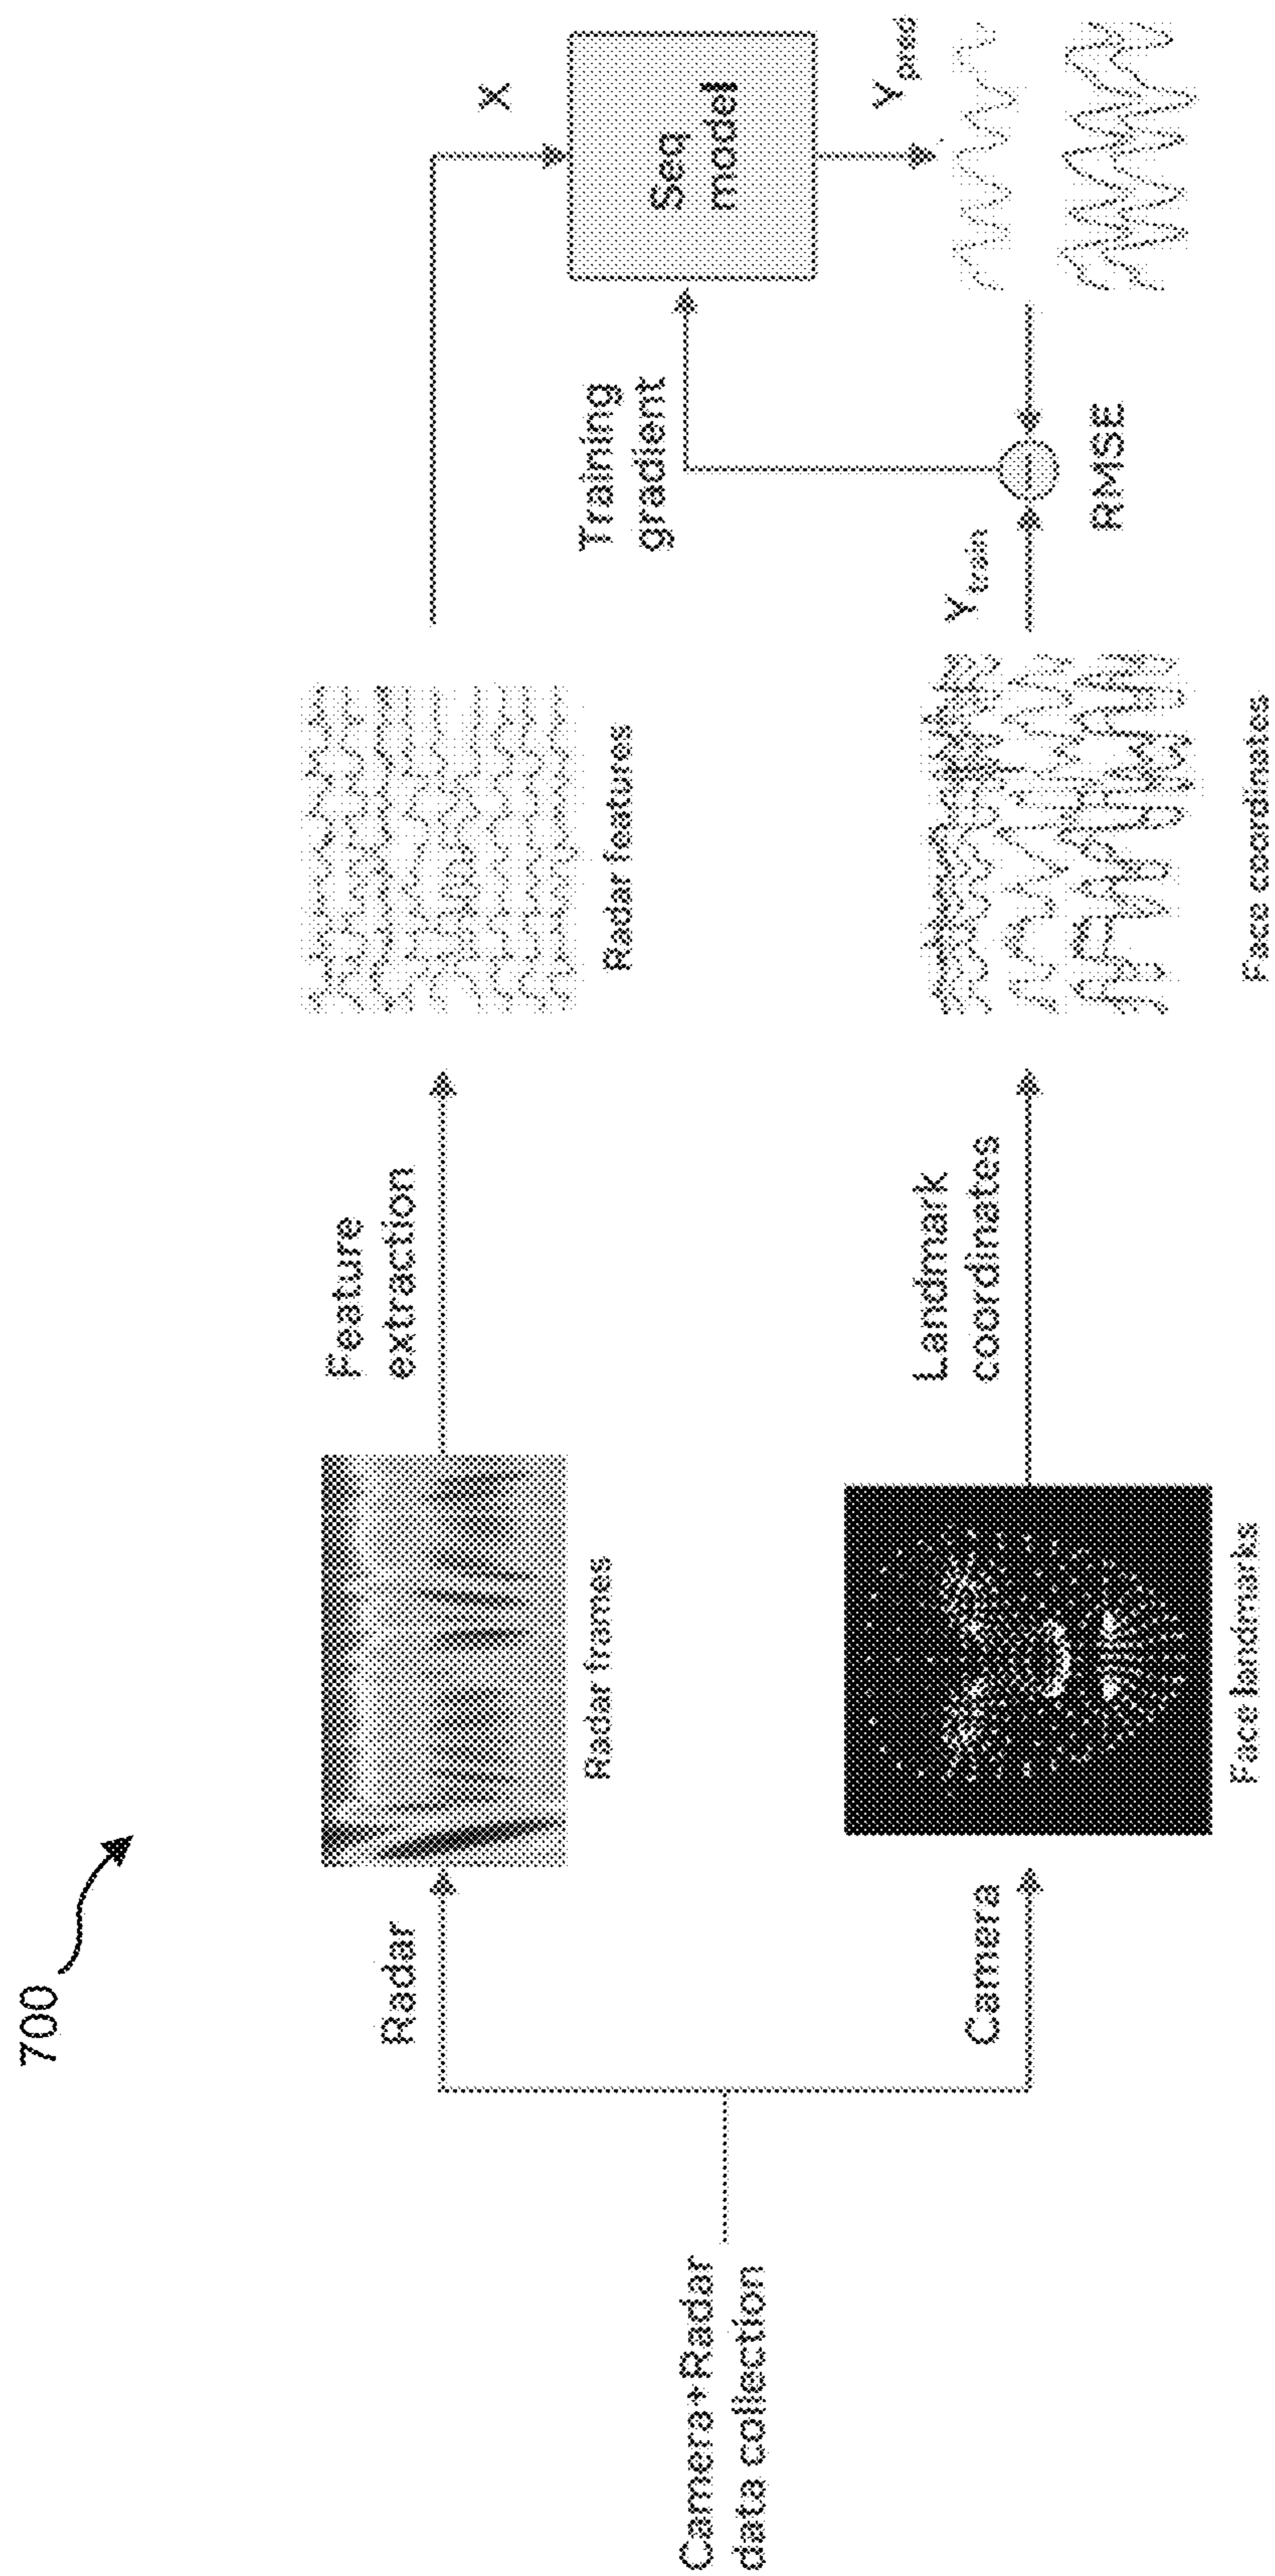 700
Camera+Radar
data collection
Radar
Radar frames
Feature
extraction
Radar features
X
Seq
model
Training
gradient
Y pred
Camera
Face landmarks
Landmark
coordinates
Face coordinates
Y train
RMSE